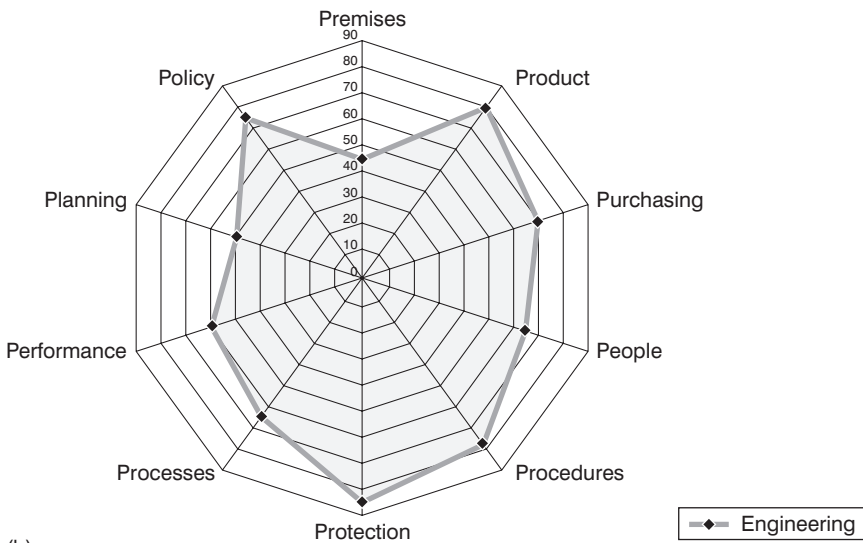 Premises
90
80
70
60
50
40
30
20
10
0
Policy
Product
Planning
Purchasing
Performance
People
Processes
Procedures
Protection
Engineering